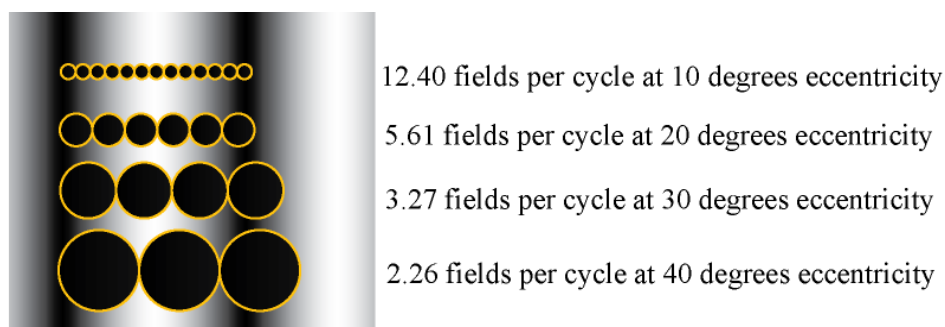 12.40 fields per cycle at 10 degrees eccentricity
5.61 fields per cycle at 20 degrees eccentricity
3.27 fields per cycle at 30 degrees eccentricity
2.26 fields per cycle at 40 degrees eccentricity